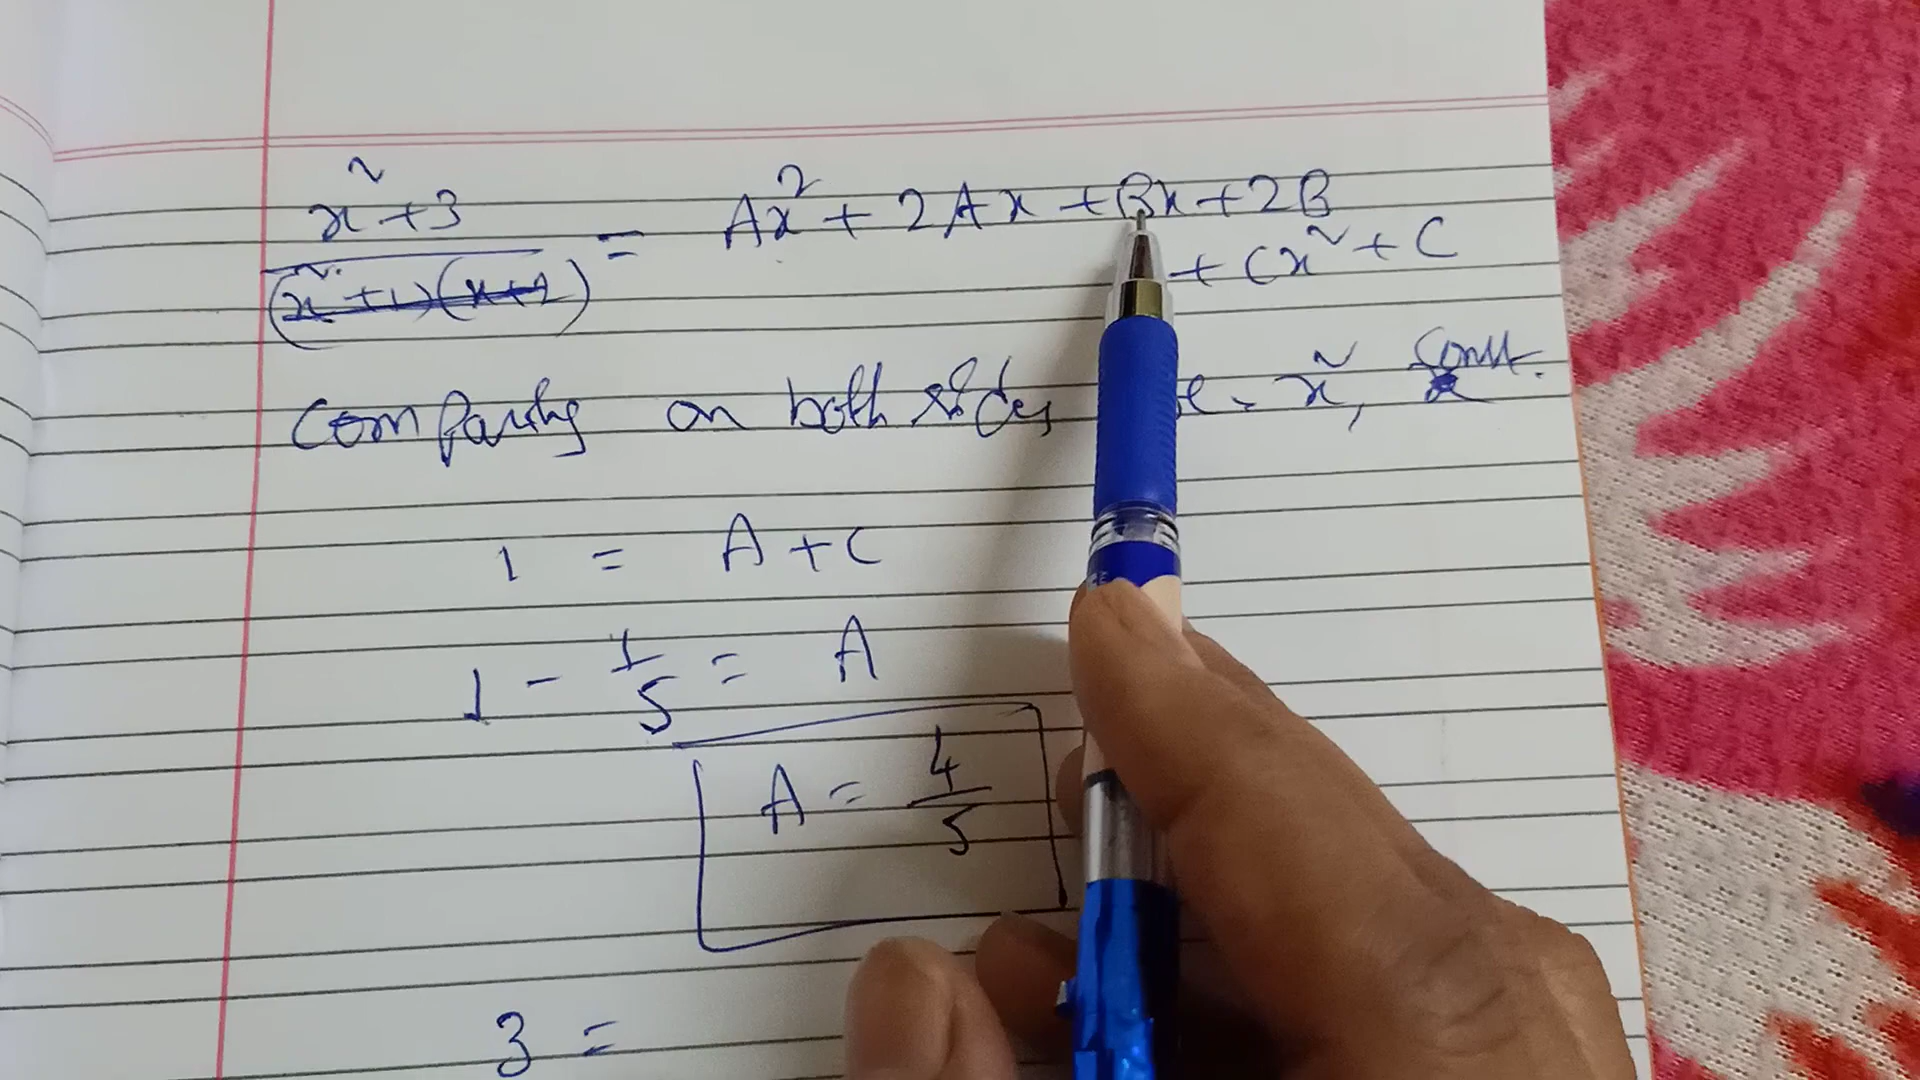 x² + 3 / (x² + 1)(x + 2) = Ax² + 2Ax + Bx + 2B
+ Cx² + C
Comparing on both sides x², Const.
1 = A + C
1 - 1/5 = A
A = 4/5
3 =